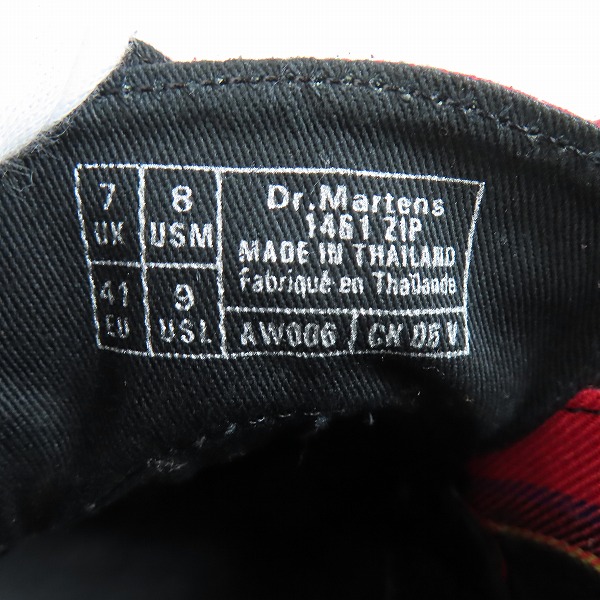 7 UK
8 USM
41 EU
9 USL
Dr.Martens
1461 ZIP
MADE IN THAILAND
Fabriqué en Thaïlande
AW006
CN 05 V